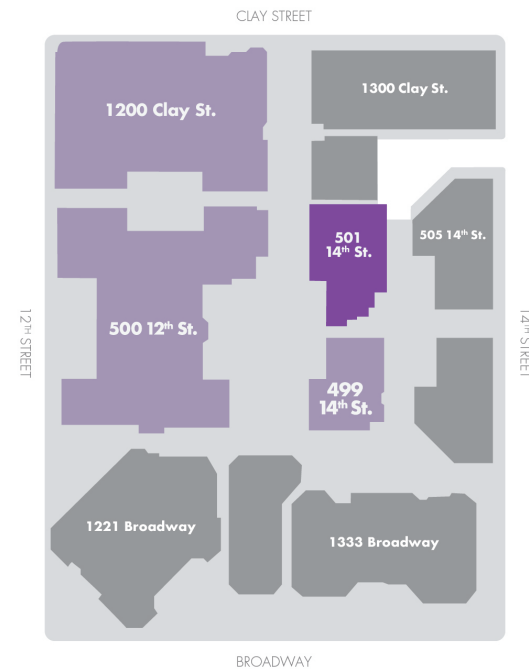 CLAY STREET
1300 Clay St.
1200 Clay St.
501
14th St.
505 14th St.
12TH STREET
500 12th St.
14TH STREET
499
14th St.
1221 Broadway
1333 Broadway
BROADWAY